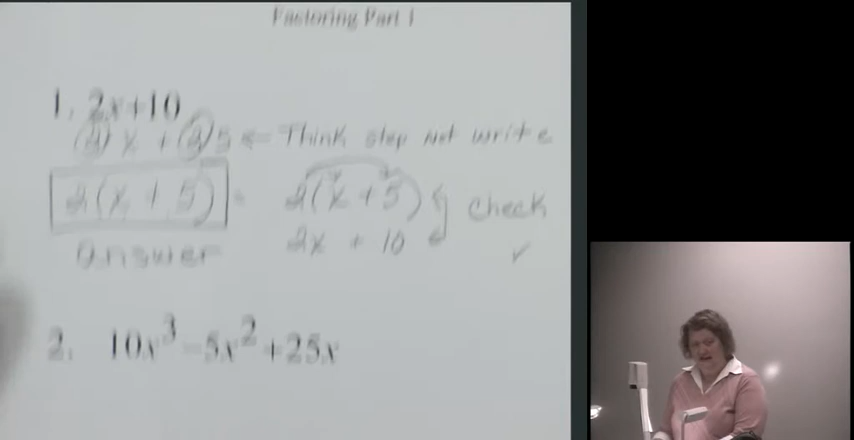 Factoring Part 1
1. 2x+10
(2)x + (2)5 ← Think step not write
2(x + 5) = 2(x + 5) check
Answer 2x + 10 ✓
2. 10x³-5x²+25x